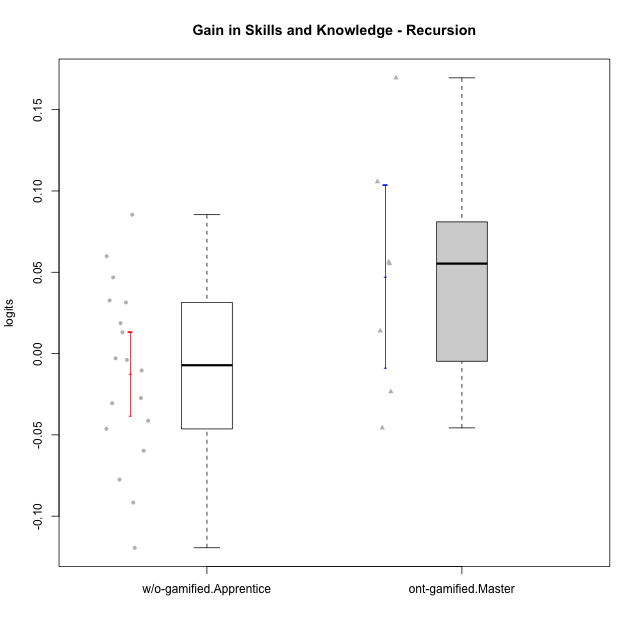 Gain in Skills and Knowledge - Recursion
logits
0.15
0.10
0.05
0.00
-0.05
-0.10
w/o-gamified.Apprentice
ont-gamified.Master